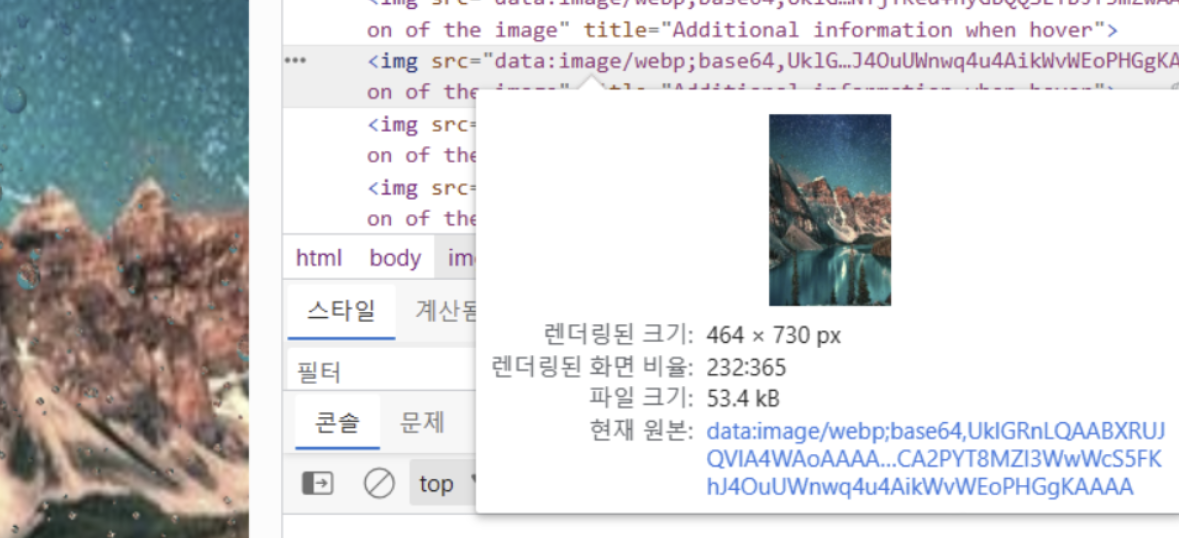 on of the image" title="Additional information when hover">
<img src="data:image/webp;base64,UklG…J4OuUWnwq4u4AikWvWEoPHGgKA
on of the
<img src=
on of the
<img src=
on of the
html body im
스타일 계산됨
필터
콘솔 문제
top
렌더링된 크기: 464 × 730 px
렌더링된 화면 비율: 232:365
파일 크기: 53.4 kB
현재 원본: data:image/webp;base64,UklGRnLQAABXRUJ
QVlA4WAoAAAA…CA2PYT8MZl3WwWcS5FK
hJ4OuUWnwq4u4AikWvWEoPHGgKAAAA